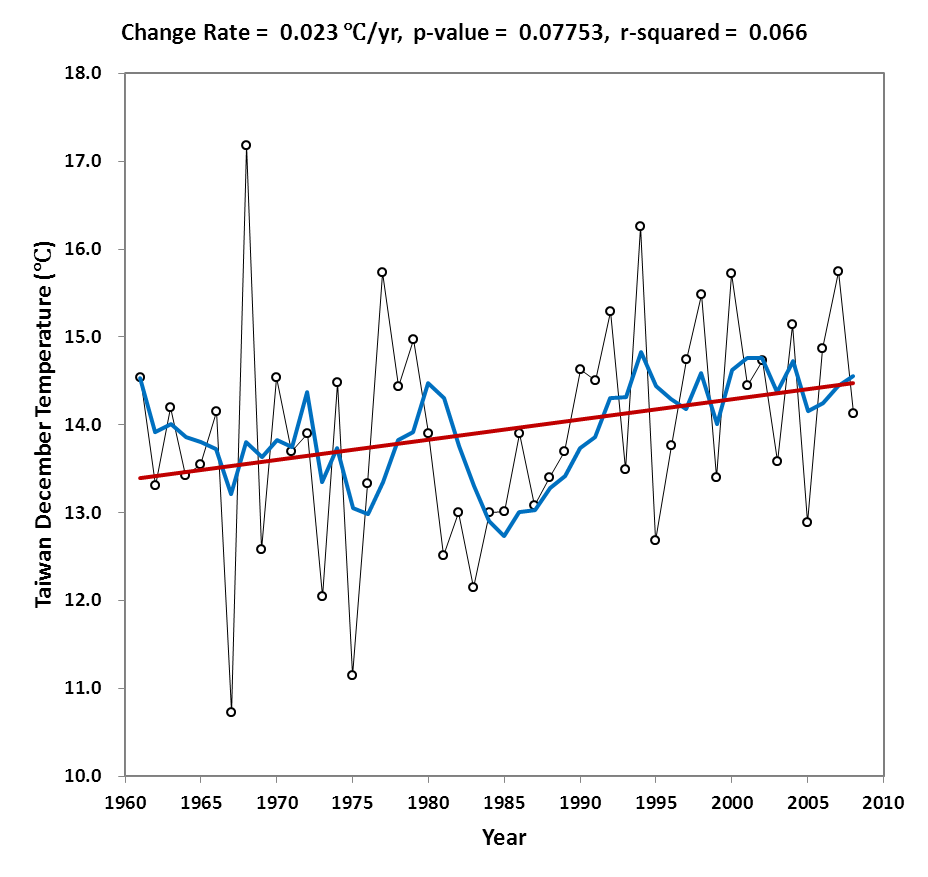 Change Rate = 0.023 ℃/yr, p-value = 0.07753, r-squared = 0.066
18.0
17.0
16.0
15.0
14.0
13.0
12.0
11.0
10.0
Taiwan December Temperature (℃)
1960 1965 1970 1975 1980 1985 1990 1995 2000 2005 2010
Year